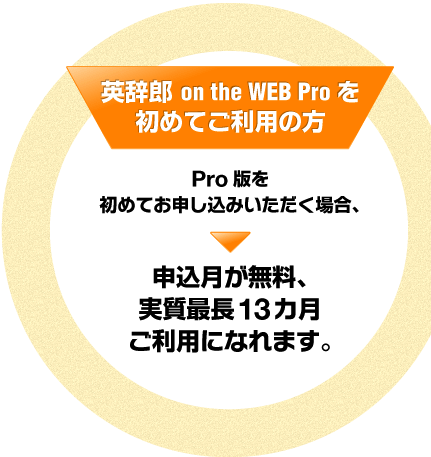 英辞郎 on the WEB Pro を
初めてご利用の方
Pro 版を
初めてお申し込みいただく場合、
申込月が無料、
実質最長13カ月
ご利用になれます。